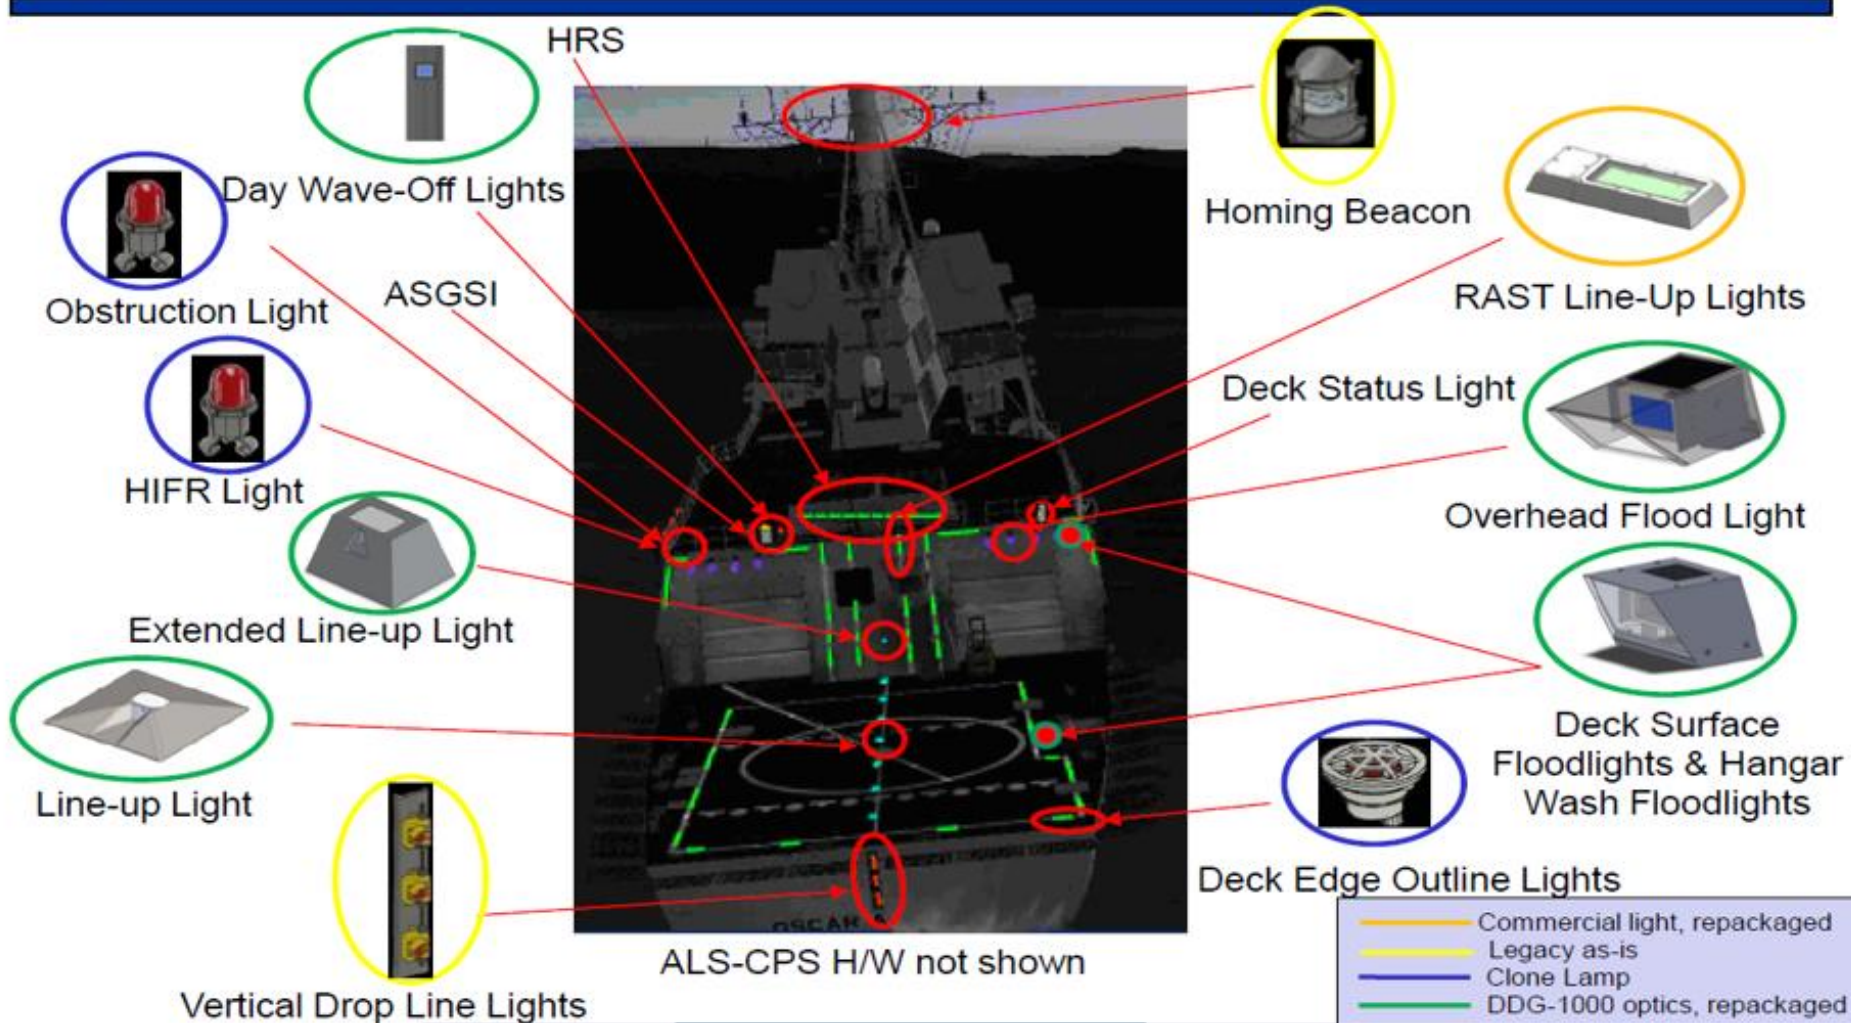 HRS
Day Wave-Off Lights
Homing Beacon
Obstruction Light
ASGSI
RAST Line-Up Lights
Deck Status Light
HIFR Light
Overhead Flood Light
Extended Line-up Light
Deck Surface
Floodlights & Hangar
Wash Floodlights
Line-up Light
Deck Edge Outline Lights
OSCAR A
ALS-CPS H/W not shown
Vertical Drop Line Lights
Commercial light, repackaged
Legacy as-is
Clone Lamp
DDG-1000 optics, repackaged